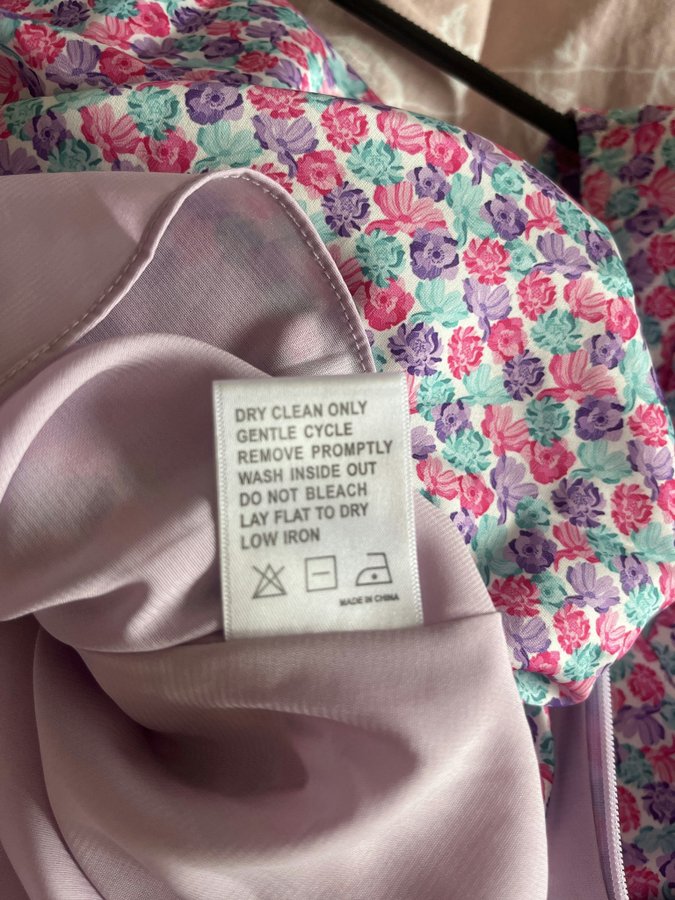 DRY CLEAN ONLY
GENTLE CYCLE
REMOVE PROMPTLY
WASH INSIDE OUT
DO NOT BLEACH
LAY FLAT TO DRY
LOW IRON
MADE IN CHINA